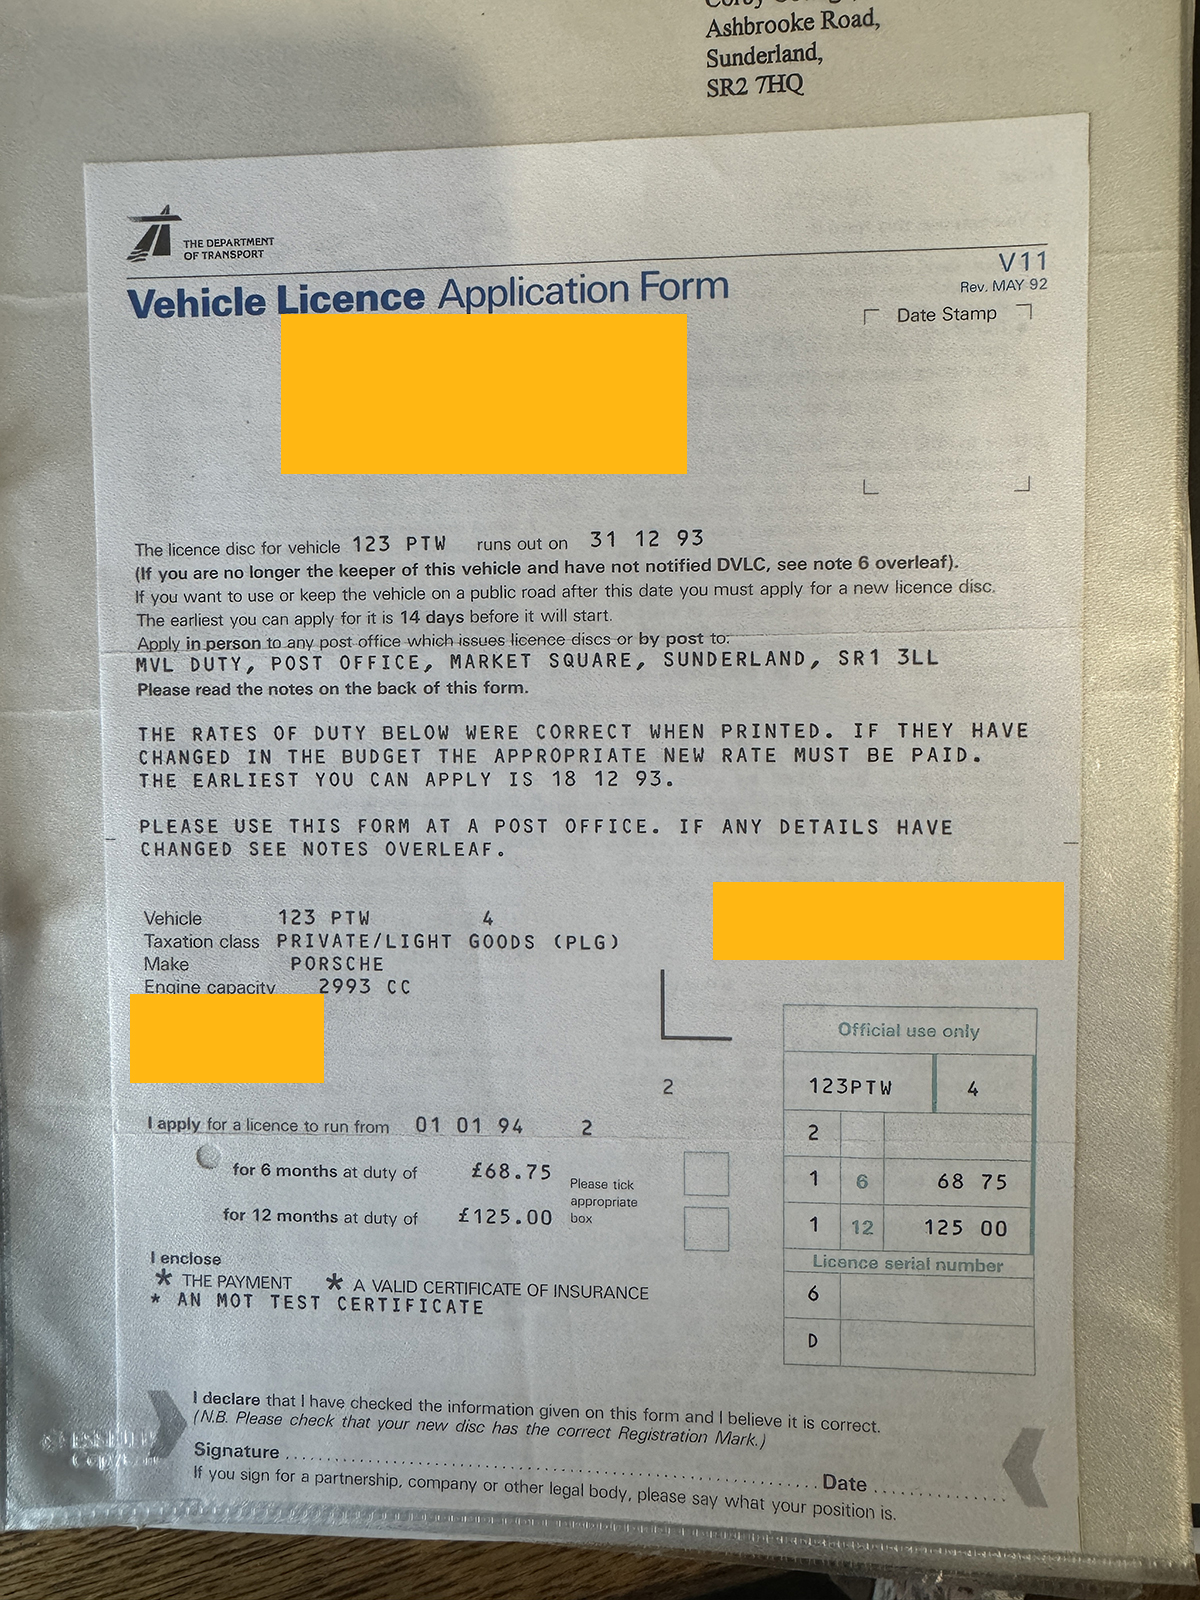 Ashbrooke Road,
Sunderland,
SR2 7HQ
THE DEPARTMENT
OF TRANSPORT
V11
Rev. MAY 92
Vehicle Licence Application Form
Date Stamp
The licence disc for vehicle 123 PTW runs out on 31 12 93
(If you are no longer the keeper of this vehicle and have not notified DVLC, see note 6 overleaf).
If you want to use or keep the vehicle on a public road after this date you must apply for a new licence disc.
The earliest you can apply for it is 14 days before it will start.
Apply in person to any post office which issues licence discs or by post to:
MVL DUTY, POST OFFICE, MARKET SQUARE, SUNDERLAND, SR1 3LL
Please read the notes on the back of this form.
THE RATES OF DUTY BELOW WERE CORRECT WHEN PRINTED. IF THEY HAVE
CHANGED IN THE BUDGET THE APPROPRIATE NEW RATE MUST BE PAID.
THE EARLIEST YOU CAN APPLY IS 18 12 93.
PLEASE USE THIS FORM AT A POST OFFICE. IF ANY DETAILS HAVE
CHANGED SEE NOTES OVERLEAF.
Vehicle 123 PTW 4
Taxation class PRIVATE/LIGHT GOODS (PLG)
Make PORSCHE
Engine capacity 2993 CC
2
I apply for a licence to run from 01 01 94 2
for 6 months at duty of £68.75
Please tick
appropriate
box
for 12 months at duty of £125.00
I enclose
* THE PAYMENT * A VALID CERTIFICATE OF INSURANCE
* AN MOT TEST CERTIFICATE
Official use only
123PTW 4
2
1 6 68 75
1 12 125 00
Licence serial number
6
D
I declare that I have checked the information given on this form and I believe it is correct.
(N.B. Please check that your new disc has the correct Registration Mark.)
Signature ........ Date ........
If you sign for a partnership, company or other legal body, please say what your position is.